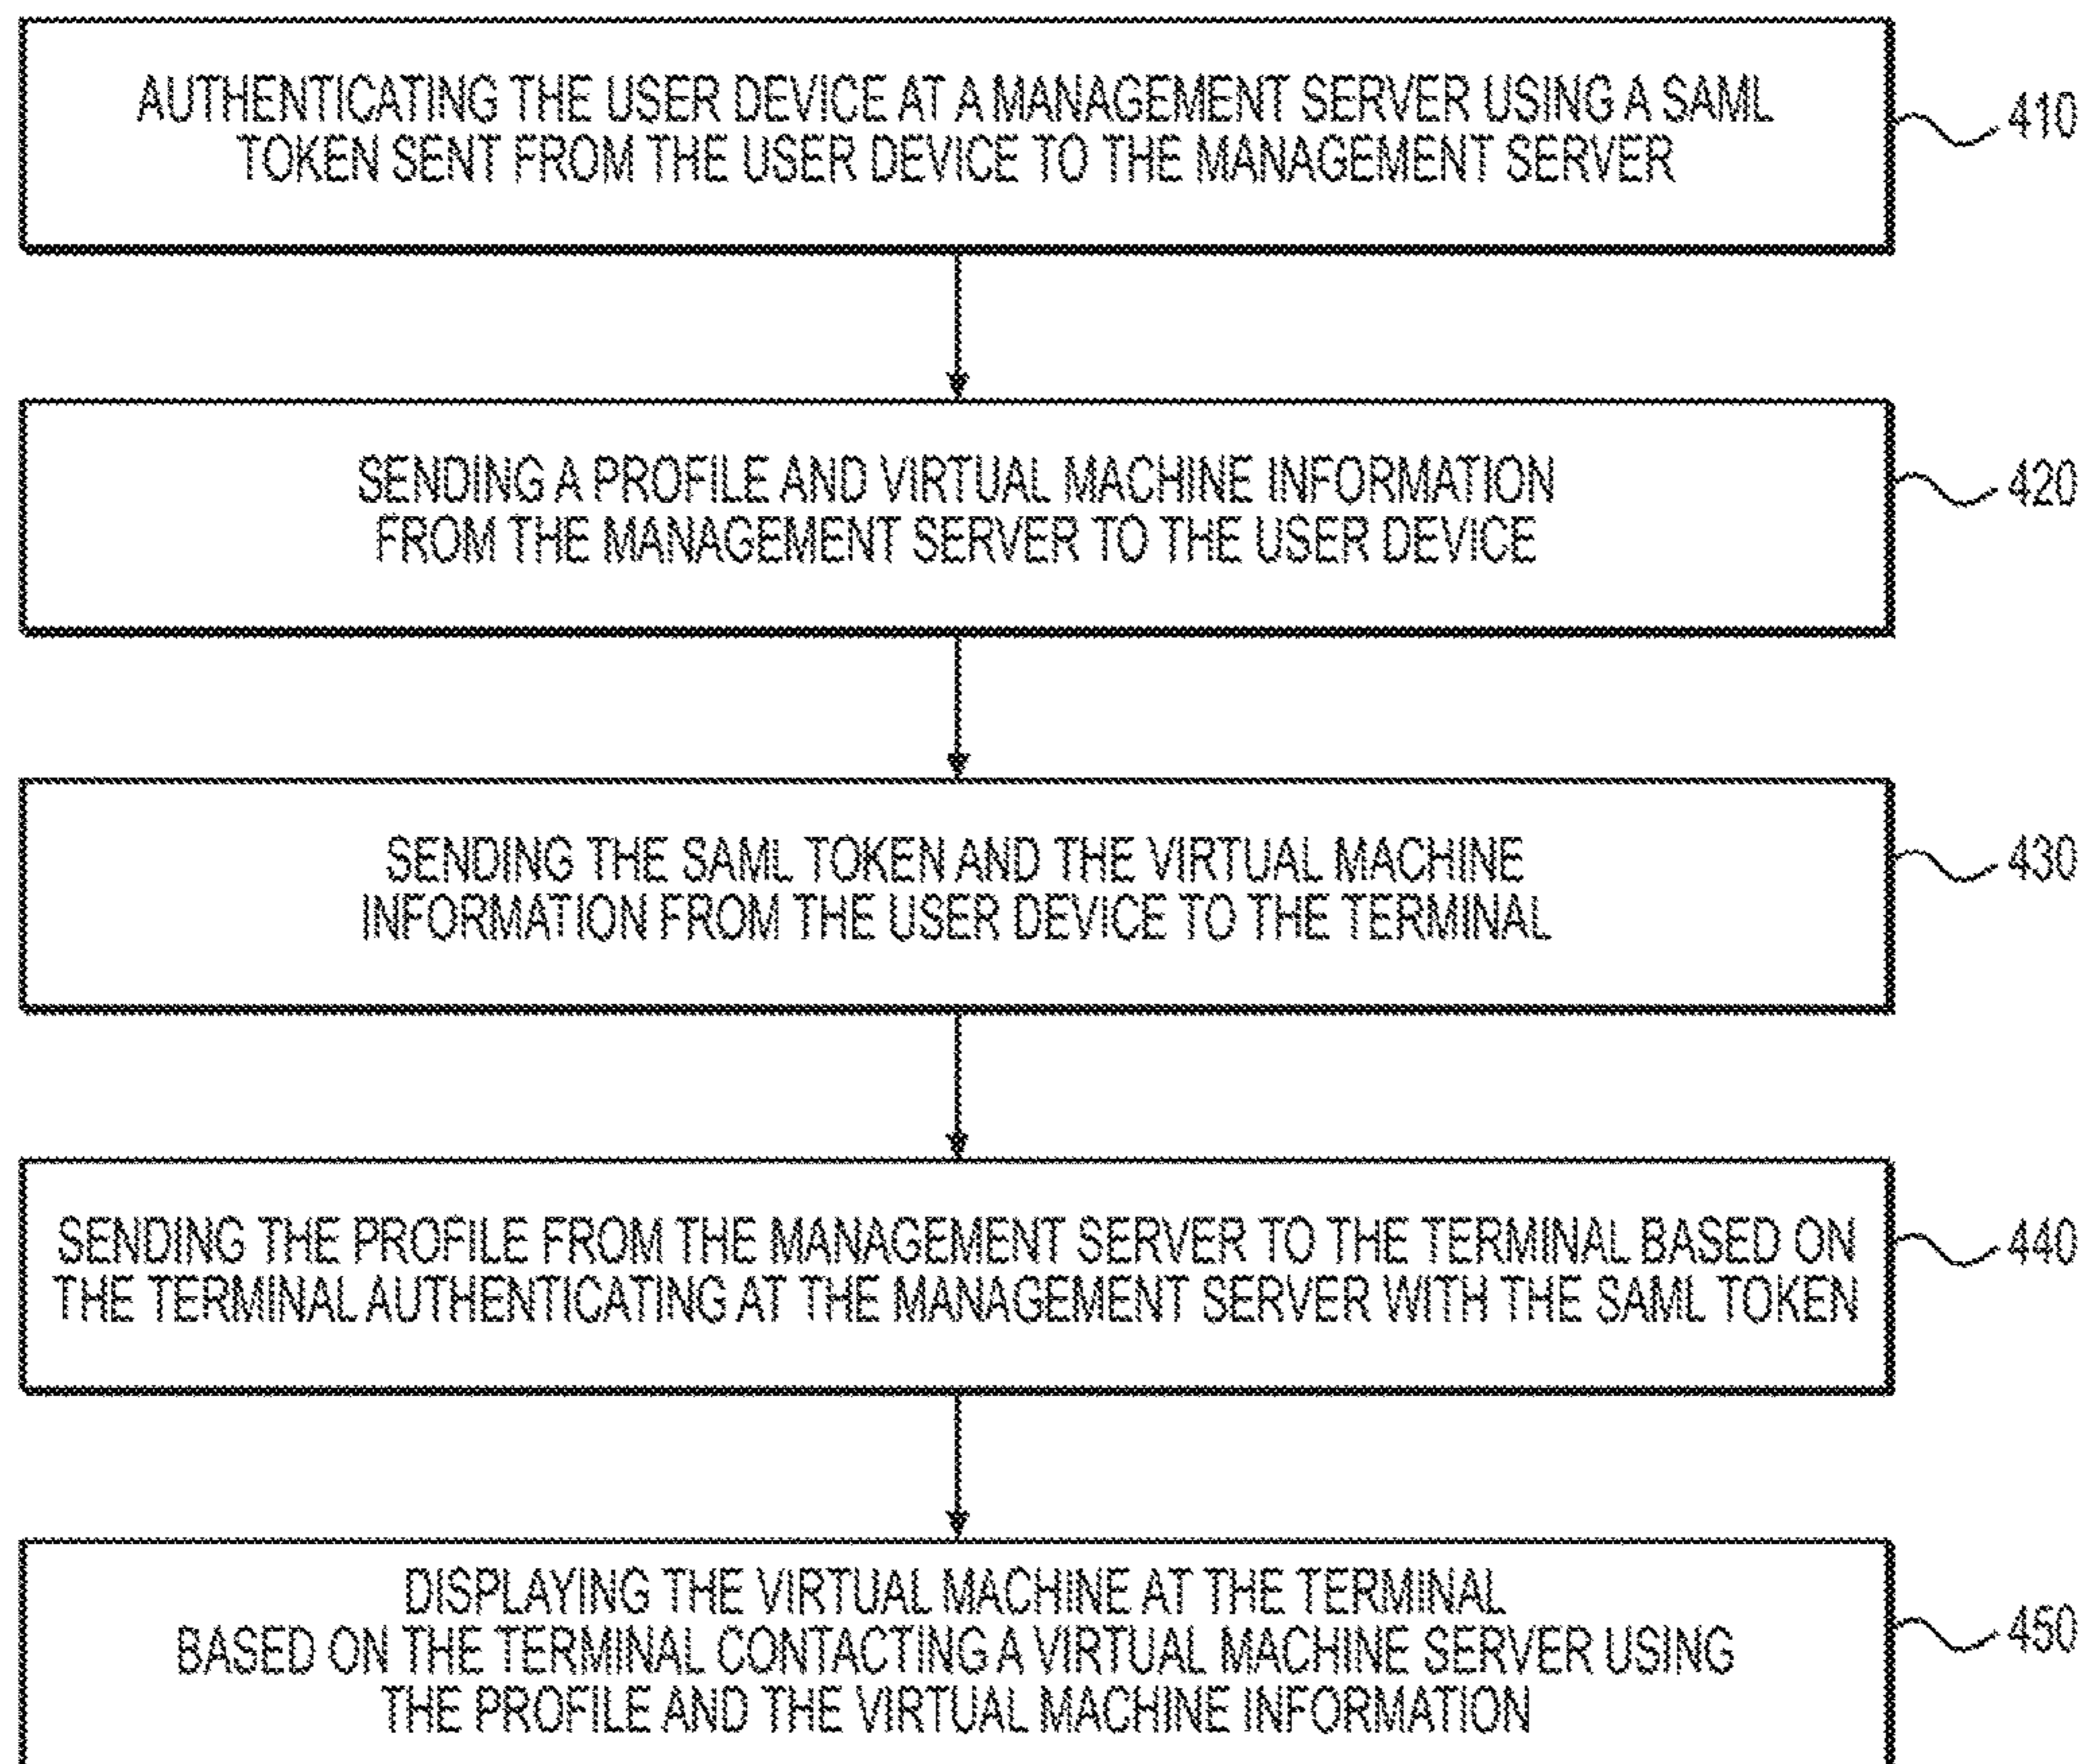 AUTHENTICATING THE USER DEVICE AT A MANAGEMENT SERVER USING A SAML
TOKEN SENT FROM THE USER DEVICE TO THE MANAGEMENT SERVER
410
SENDING A PROFILE AND VIRTUAL MACHINE INFORMATION
FROM THE MANAGEMENT SERVER TO THE USER DEVICE
420
SENDING THE SAML TOKEN AND THE VIRTUAL MACHINE
INFORMATION FROM THE USER DEVICE TO THE TERMINAL
430
SENDING THE PROFILE FROM THE MANAGEMENT SERVER TO THE TERMINAL BASED ON
THE TERMINAL AUTHENTICATING AT THE MANAGEMENT SERVER WITH THE SAML TOKEN
440
DISPLAYING THE VIRTUAL MACHINE AT THE TERMINAL
BASED ON THE TERMINAL CONTACTING A VIRTUAL MACHINE SERVER USING
THE PROFILE AND THE VIRTUAL MACHINE INFORMATION
450